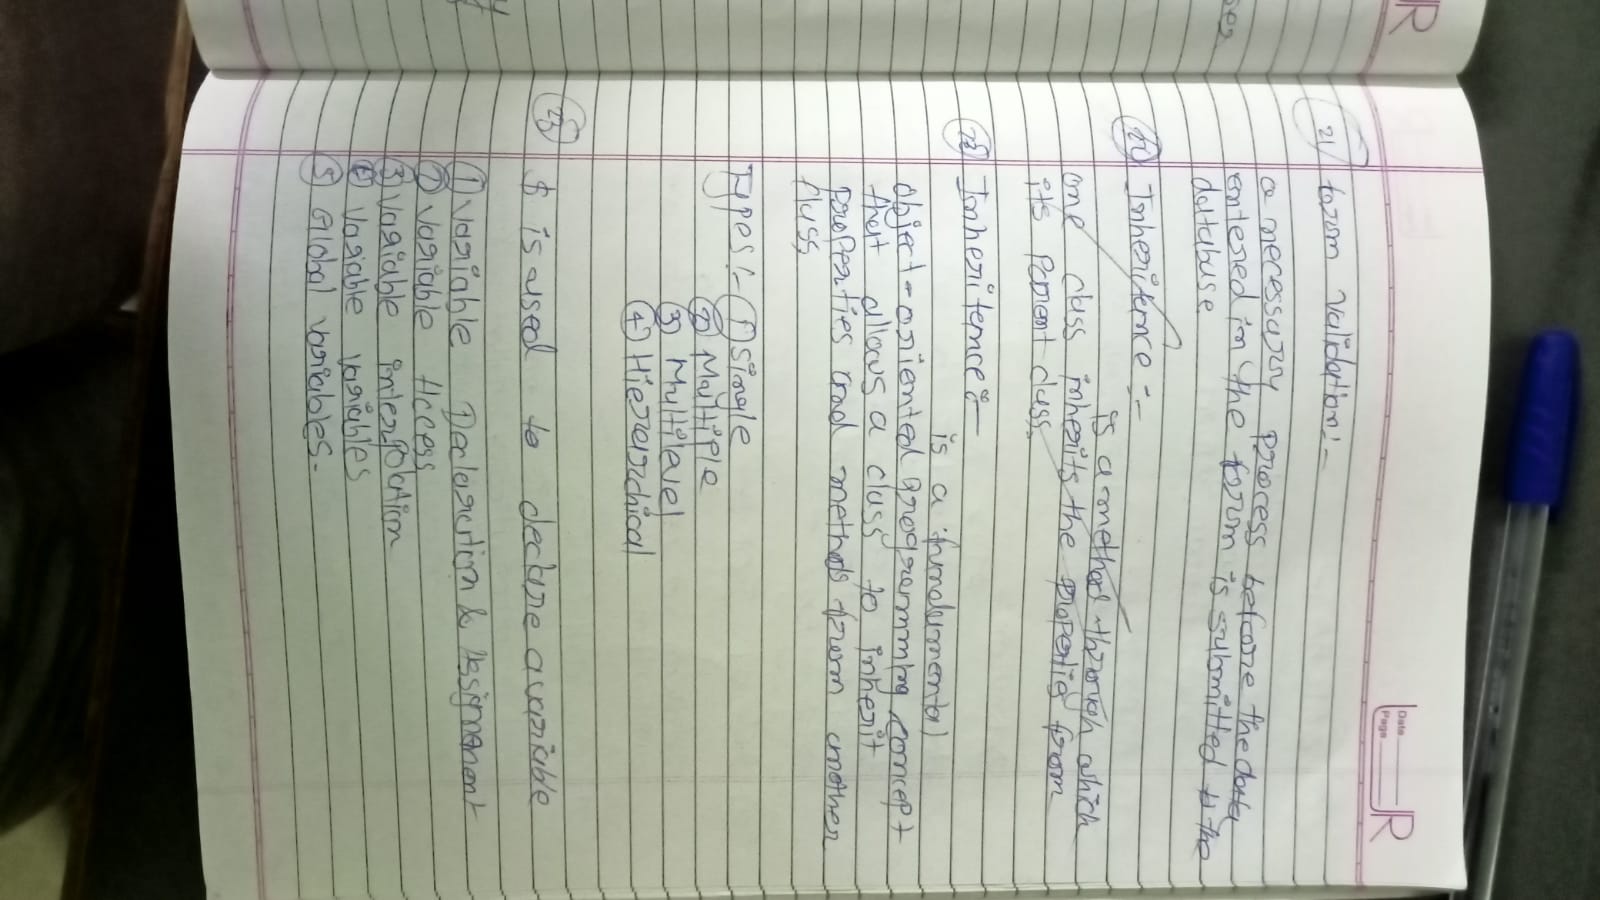 Date
Page
JR
21 form validation:-
a necessary process before the data
entered in the form is submitted to the
database
22 Inheritence :-
is a method through which
one class inherits the propertie from
its Parent class.
22 Inheritence:-
is a fundumental
object-oriented programming concept
that allows a class to inherit
properties and methods from another
class,
Types:- 1 Single
2 Multiple
3 Multilevel
4 Hierarchical
23 $ is used to declare a variable
1 Variable Declaration & Assignment
2 Variable Access
3 Variable interpolation
4 Variable variables
5 Global variables.